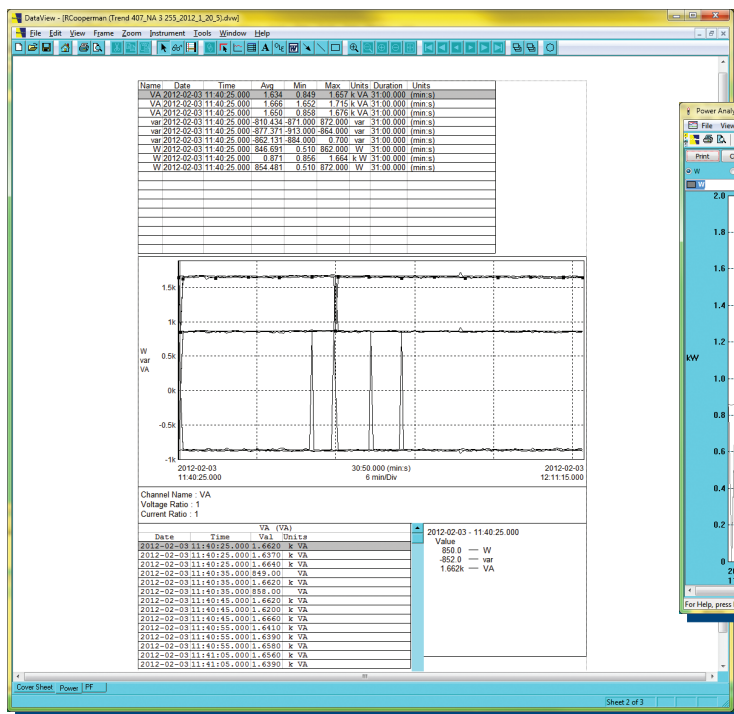 DataView - [RCooperman (Trend 407_NA 3 255_2012_1_20_5).dvw]
File Edit View Frame Zoom Instrument Tools Window Help
Name Date Time Avg Min Max Units Duration Units
VA 2012-02-03 11:40:25.000 1.634 0.849 1.657 k VA 31:00.000 (min:s)
VA 2012-02-03 11:40:25.000 1.666 1.652 1.715 k VA 31:00.000 (min:s)
VA 2012-02-03 11:40:25.000 1.650 0.858 1.676 k VA 31:00.000 (min:s)
var 2012-02-03 11:40:25.000 -810.434 -871.000 872.000 var 31:00.000 (min:s)
var 2012-02-03 11:40:25.000 -877.371 -913.000 -864.000 var 31:00.000 (min:s)
var 2012-02-03 11:40:25.000 -862.131 -884.000 0.700 var 31:00.000 (min:s)
W 2012-02-03 11:40:25.000 846.691 0.510 862.000 W 31:00.000 (min:s)
W 2012-02-03 11:40:25.000 0.871 0.856 1.664 k W 31:00.000 (min:s)
W 2012-02-03 11:40:25.000 854.481 0.510 872.000 W 31:00.000 (min:s)
1.5k
1k
W
var
VA
0.5k
0k
-0.5k
-1k
2012-02-03 30:50.000 (min:s) 2012-02-03
11:40:25.000 6 min/Div 12:11:15.000
Channel Name : VA
Voltage Ratio : 1
Current Ratio : 1
VA (VA)
Date Time Val Units
2012-02-03 11:40:25.000 1.6620 k VA
2012-02-03 11:40:25.000 1.6370 k VA
2012-02-03 11:40:25.000 1.6640 k VA
2012-02-03 11:40:35.000 849.00 VA
2012-02-03 11:40:35.000 1.6620 k VA
2012-02-03 11:40:35.000 858.00 VA
2012-02-03 11:40:45.000 1.6620 k VA
2012-02-03 11:40:45.000 1.6200 k VA
2012-02-03 11:40:45.000 1.6660 k VA
2012-02-03 11:40:55.000 1.6410 k VA
2012-02-03 11:40:55.000 1.6390 k VA
2012-02-03 11:40:55.000 1.6580 k VA
2012-02-03 11:41:05.000 1.6560 k VA
2012-02-03 11:41:05.000 1.6390 k VA
2012-02-03 - 11:40:25.000
Value
850.0 — W
-852.0 — var
1.662k — VA
Cover Sheet Power PF
Sheet 2 of 3
Power Analy
File View
Print C
W
W
2.0
1.8
1.6
1.4
1.2
kW
1.0
0.8
0.6
0.4
0.2
0
For Help, press